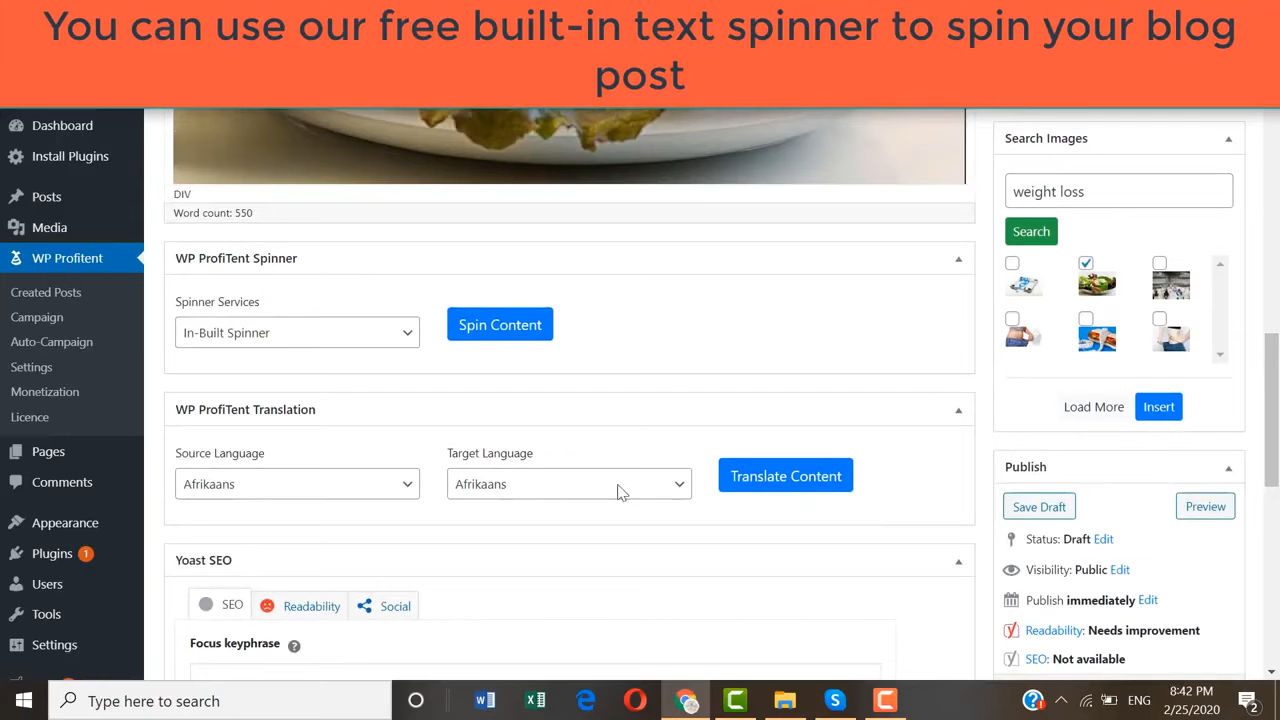 You can use our free built-in text spinner to spin your blog
post
Dashboard
Install Plugins
Posts
Media
WP Profitent
Created Posts
Campaign
Auto-Campaign
Settings
Monetization
Licence
Pages
Comments
Appearance
Plugins 1
Users
Tools
Settings
DIV
Word count: 550
WP ProfiTent Spinner
Spinner Services
In-Built Spinner
Spin Content
WP ProfiTent Translation
Source Language
Target Language
Afrikaans
Afrikaans
Translate Content
Yoast SEO
SEO
Readability
Social
Focus keyphrase ?
Search Images
weight loss
Search
Load More
Insert
Publish
Save Draft
Preview
Status: Draft Edit
Visibility: Public Edit
Publish immediately Edit
Readability: Needs improvement
SEO: Not available
Type here to search
ENG
8:42 PM
2/25/2020
2